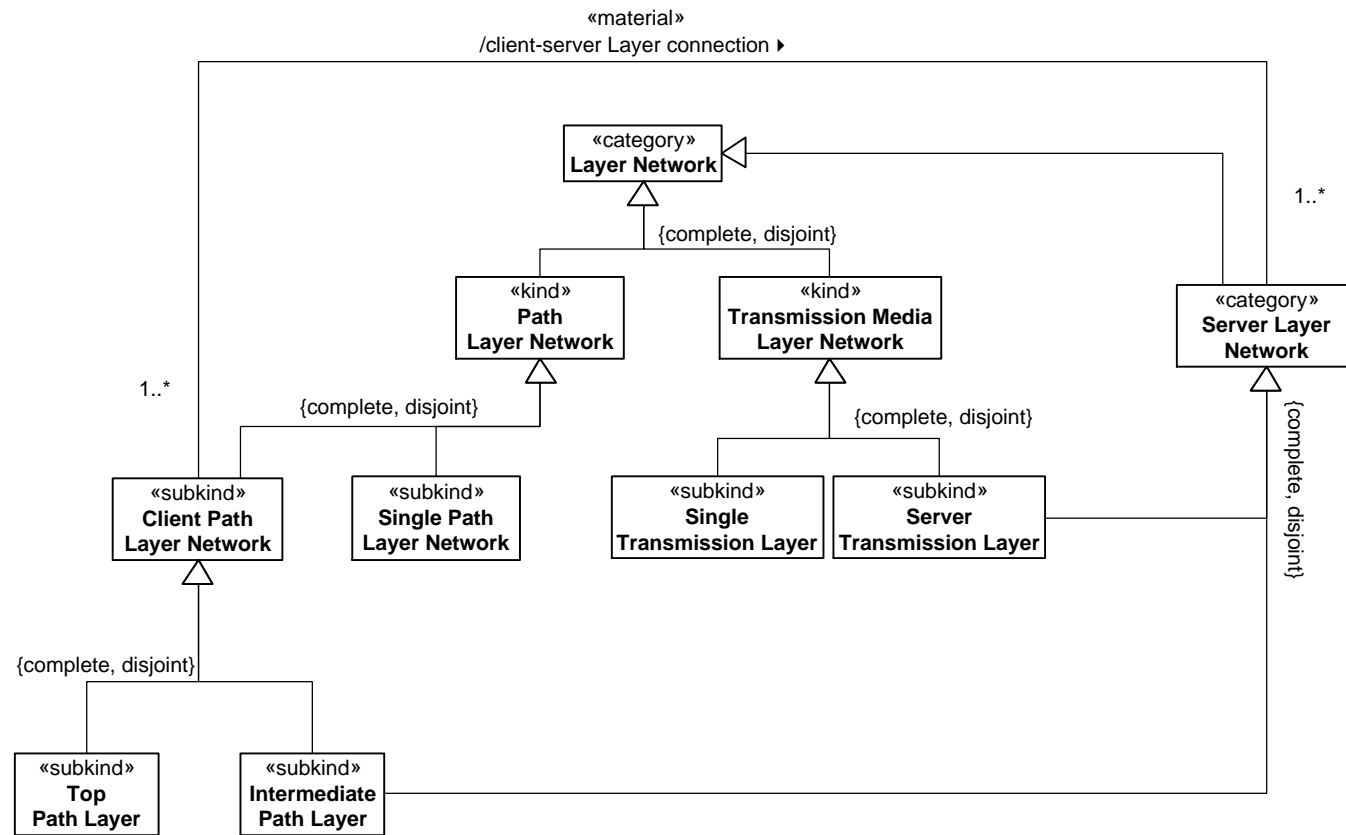 «material»
/client-server Layer connection
«category»
Layer Network
1..*
{complete, disjoint}
«kind»
Path
Layer Network
«kind»
Transmission Media
Layer Network
«category»
Server Layer
Network
1..*
{complete, disjoint}
{complete, disjoint}
{complete, disjoint}
«subkind»
Client Path
Layer Network
«subkind»
Single Path
Layer Network
«subkind»
Single
Transmission Layer
«subkind»
Server
Transmission Layer
{complete, disjoint}
«subkind»
Top
Path Layer
«subkind»
Intermediate
Path Layer